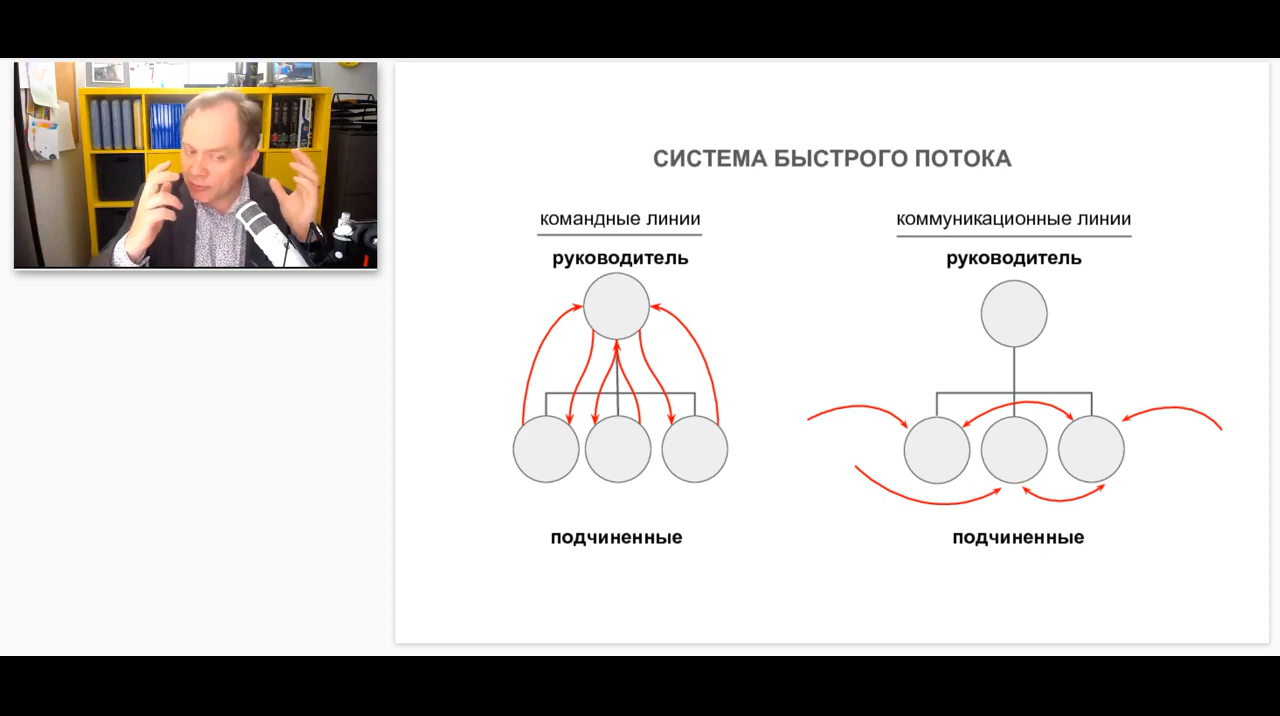 СИСТЕМА БЫСТРОГО ПОТОКА
командные линии
руководитель
подчиненные
коммуникационные линии
руководитель
подчиненные